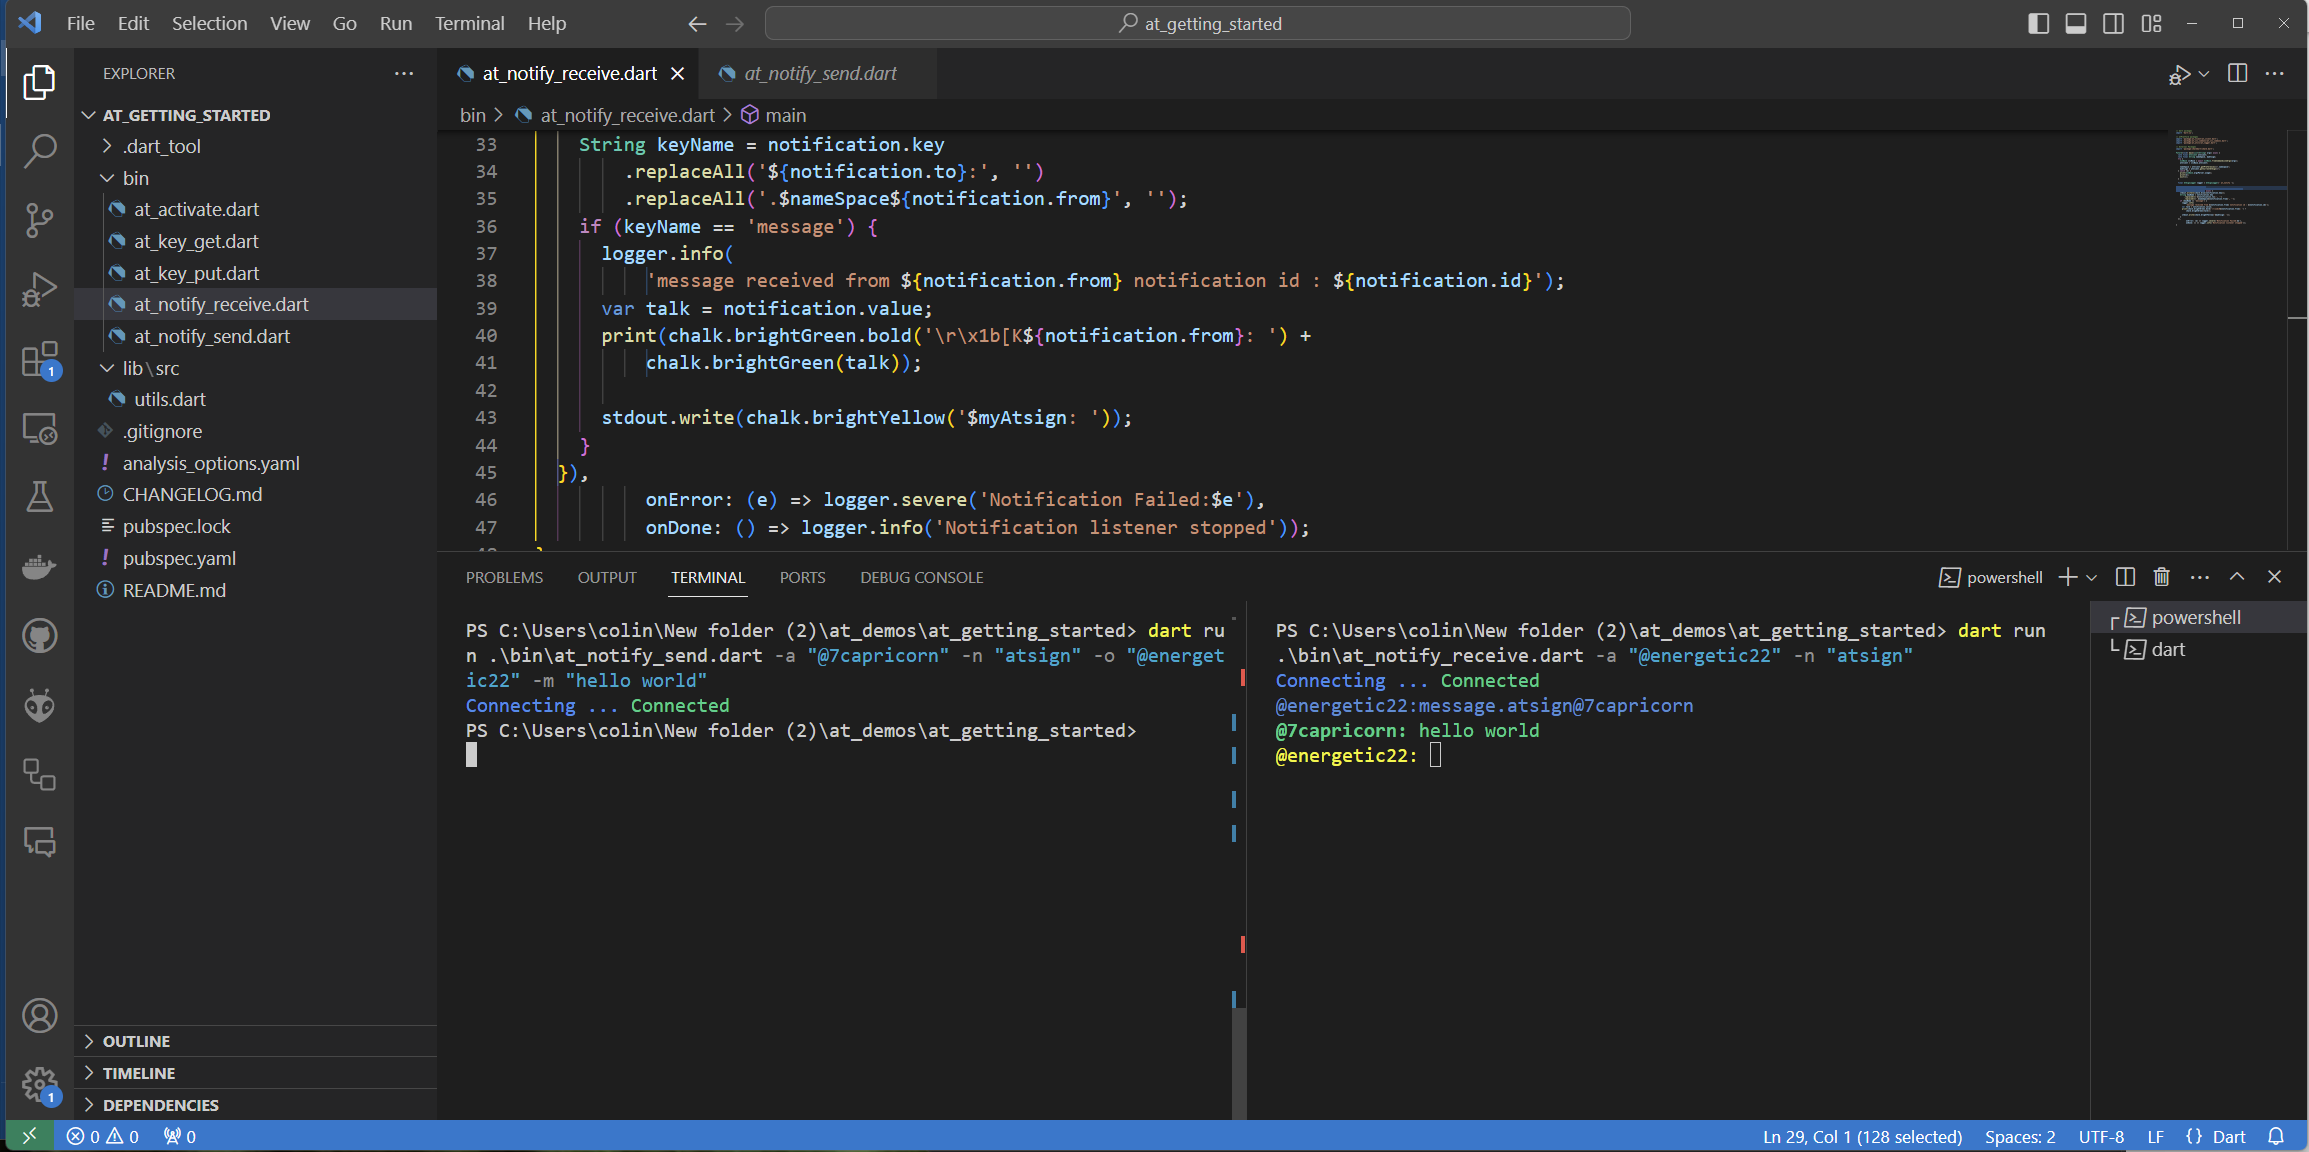 File Edit Selection View Go Run Terminal Help
at_getting_started
EXPLORER
AT_GETTING_STARTED
.dart_tool
bin
at_activate.dart
at_key_get.dart
at_key_put.dart
at_notify_receive.dart
at_notify_send.dart
lib\src
utils.dart
.gitignore
analysis_options.yaml
CHANGELOG.md
pubspec.lock
pubspec.yaml
README.md
OUTLINE
TIMELINE
DEPENDENCIES
1
1
at_notify_receive.dart
at_notify_send.dart
bin > at_notify_receive.dart > main
33 String keyName = notification.key
34 .replaceAll('${notification.to}:', '')
35 .replaceAll('.$nameSpace${notification.from}', '');
36 if (keyName == 'message') {
37 logger.info(
38 'message received from ${notification.from} notification id : ${notification.id}');
39 var talk = notification.value;
40 print(chalk.brightGreen.bold('\r\x1b[K${notification.from}: ') +
41 chalk.brightGreen(talk));
42
43 stdout.write(chalk.brightYellow('$myAtsign: '));
44 }
45 }),
46 onError: (e) => logger.severe('Notification Failed:$e'),
47 onDone: () => logger.info('Notification listener stopped'));
PROBLEMS OUTPUT TERMINAL PORTS DEBUG CONSOLE
powershell
PS C:\Users\colin\New folder (2)\at_demos\at_getting_started> dart ru
n .\bin\at_notify_send.dart -a "@7capricorn" -n "atsign" -o "@energet
ic22" -m "hello world"
Connecting ... Connected
PS C:\Users\colin\New folder (2)\at_demos\at_getting_started>
PS C:\Users\colin\New folder (2)\at_demos\at_getting_started> dart run
.\bin\at_notify_receive.dart -a "@energetic22" -n "atsign"
Connecting ... Connected
@energetic22:message.atsign@7capricorn
@7capricorn: hello world
@energetic22:
powershell
dart
0 0 0
Ln 29, Col 1 (128 selected) Spaces: 2 UTF-8 LF {} Dart